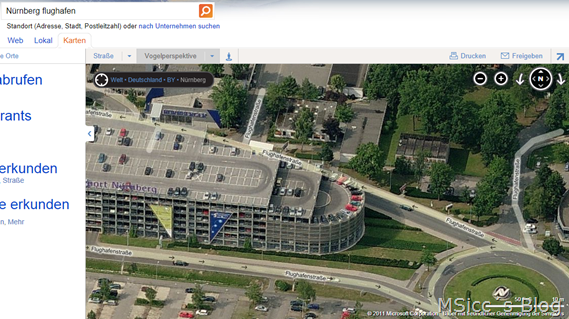 Nürnberg flughafen
Standort (Adresse, Stadt, Postleitzahl) oder nach Unternehmen suchen
Web Lokal Karten
e Orte
Straße Vogelperspektive Drucken Freigeben
abrufen
Welt • Deutschland • BY • Nürnberg
N
rants
Flughafenstraße
Flughafenstraße
erkunden
, Straße
port Nürnberg
e erkunden
n, Mehr
Flughafenstraße
Flughafenstraße
Flughafenstraße
MSicc´s Blog
© 2011 Microsoft Corporation